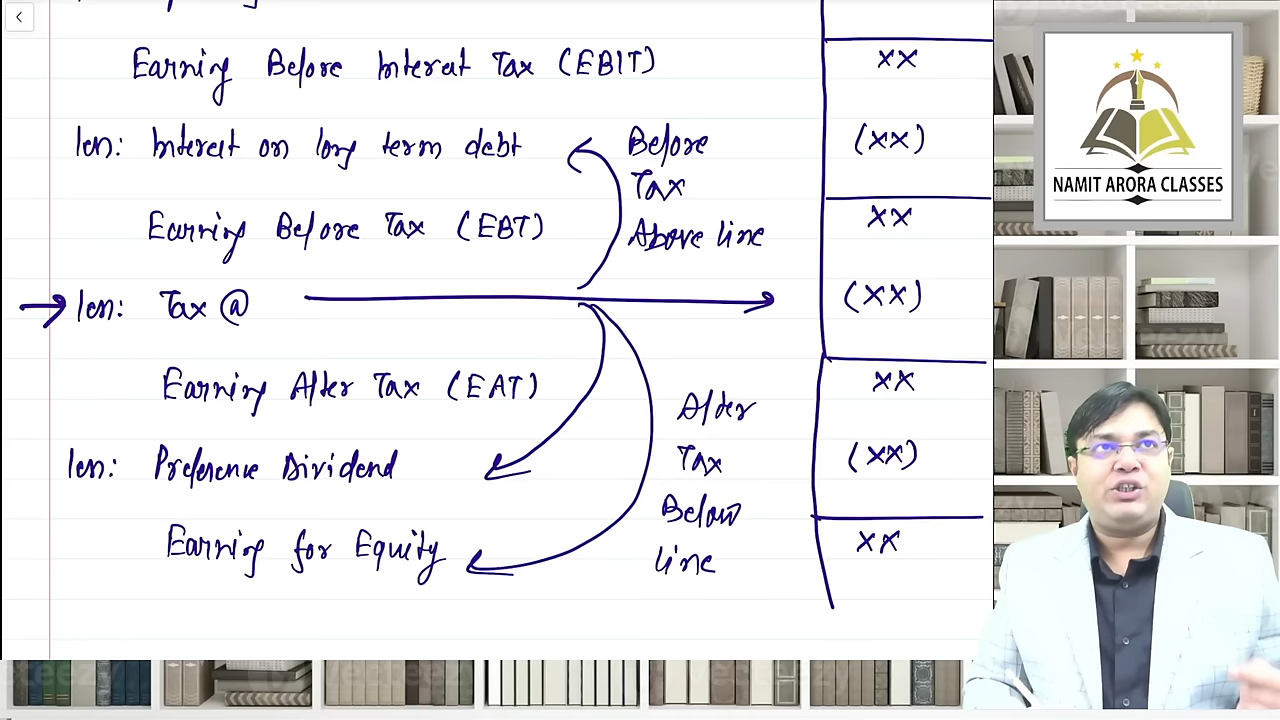 Earning Before Interest Tax (EBIT) xx
Less: Interest on long term debt (xx)
Before
Tax
Above line
Earning Before Tax (EBT) xx
Less: Tax @ (xx)
Earning After Tax (EAT) xx
Less: Preference Dividend (xx)
After
Tax
Below
line
Earning for Equity xx
NAMIT ARORA CLASSES